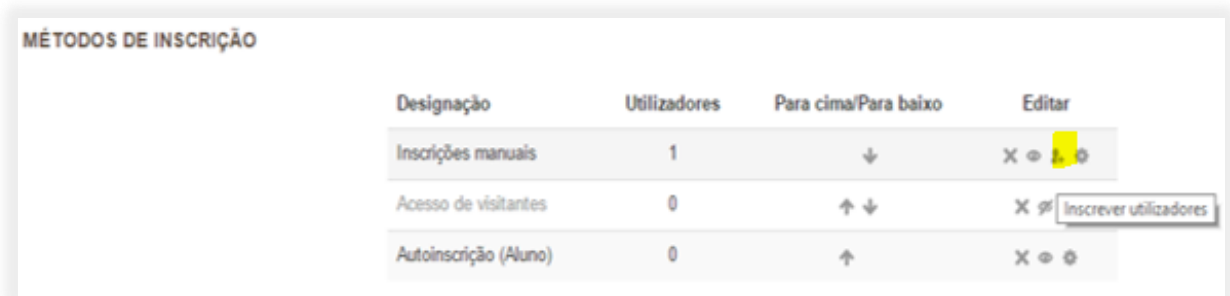 MÉTODOS DE INSCRIÇÃO
Designação Utilizadores Para cima/Para baixo Editar
Inscrições manuais 1
Acesso de visitantes 0
Inscrever utilizadores
Autoinscrição (Aluno) 0